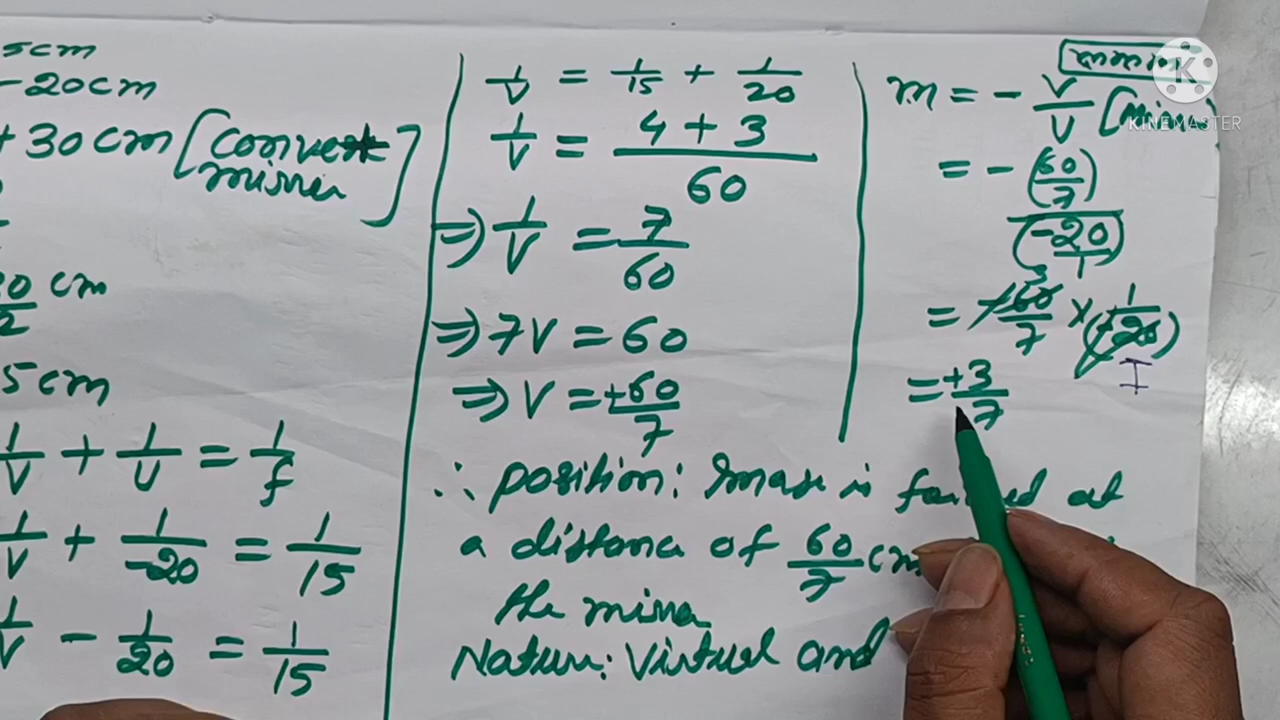 5cm
-20cm
+ 30cm [convex
mirror]
20/2 cm
5cm
1/v + 1/u = 1/f
1/v + 1/-20 = 1/15
1/v - 1/20 = 1/15
1/v = 1/15 + 1/20
1/v = 4+3/60
⇒ 1/v = 7/60
⇒ 7v = 60
⇒ v = +60/7
m = - v/u [mirror]
= - (60/7)/(-20/1)
= -60/7 × 1/(-20)
3
I
= +3/7
∴ position: Image is formed at
a distance of 60/7 cm
the mirror
Nature: Virtual and
K
KINEMASTER